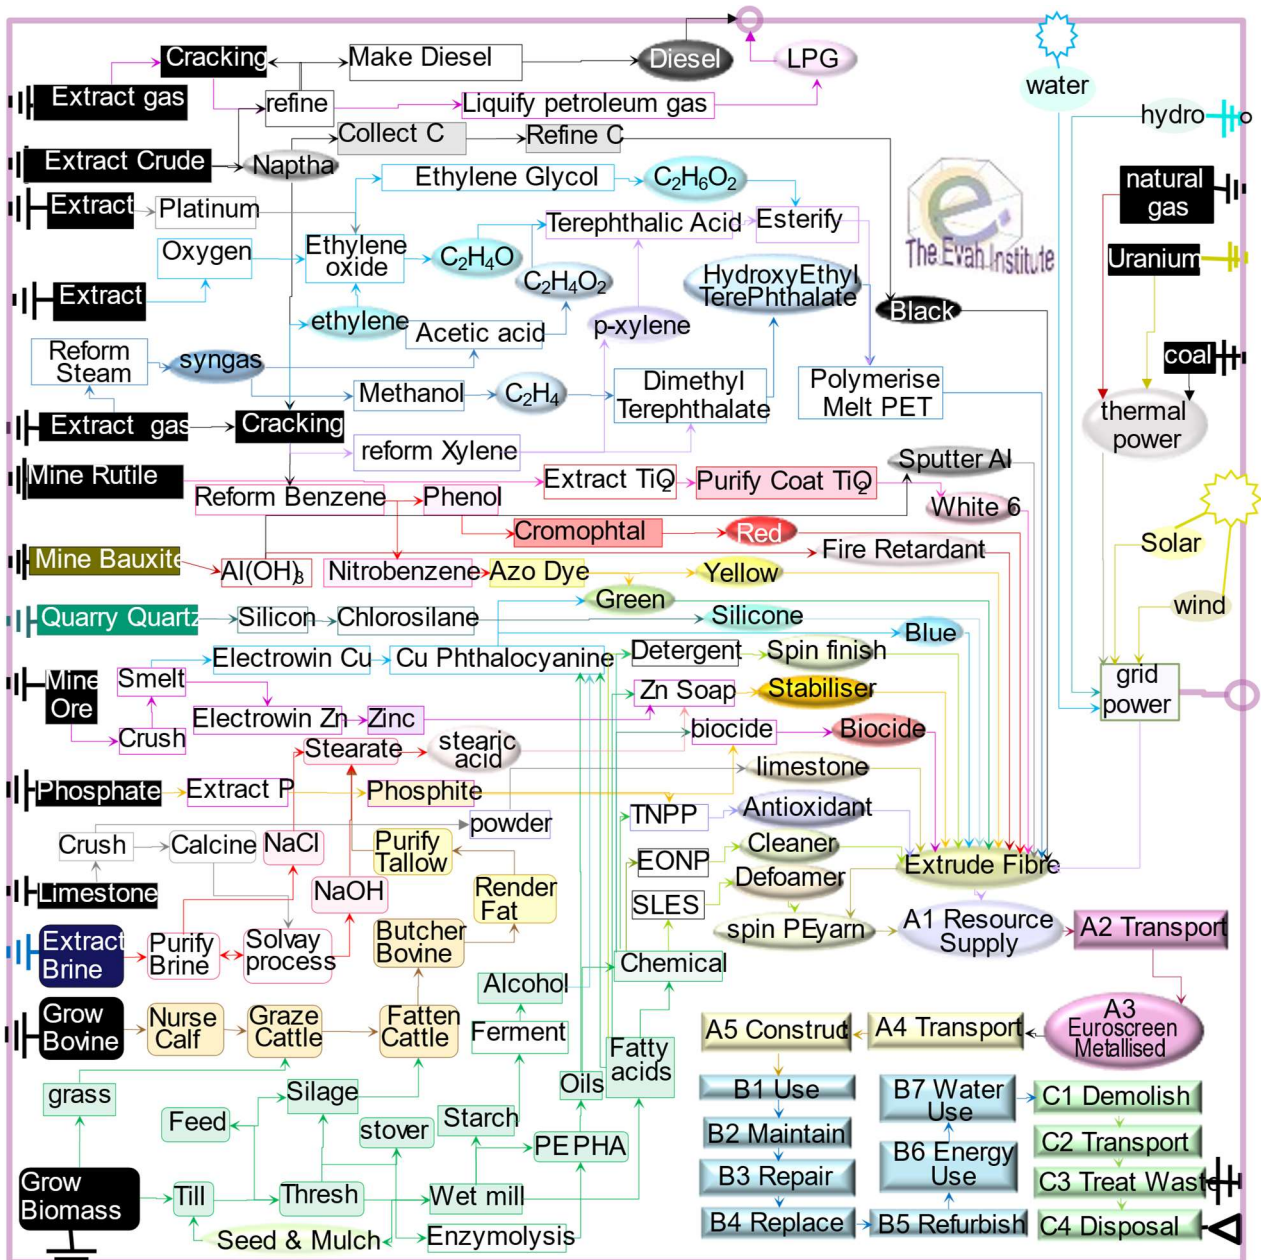 Cracking
Make Diesel
Diesel
LPG
water
Extract gas
refine
Liquify petroleum gas
hydro
Collect C
Refine C
Extract Crude
Naptha
Ethylene Glycol
C₂H₆O₂
natural
gas
Extract
Platinum
Terephthalic Acid
Esterify
Oxygen
Ethylene
oxide
C₂H₄O
The Evah Institute
Uranium
C₂H₄O₂
HydroxyEthyl
TerePhthalate
Extract
ethylene
Acetic acid
p-xylene
Black
Reform
Steam
syngas
coal
Methanol
C₂H₄
Dimethyl
Terephthalate
Polymerise
Melt PET
thermal
power
Extract gas
Cracking
reform Xylene
Sputter Al
Mine Rutile
Extract TiO2
Purify Coat TiO2
Reform Benzene
Phenol
White 6
Cromophtal
Red
Solar
Fire Retardant
Mine Bauxite
Al(OH)3
Nitrobenzene
Azo Dye
Yellow
Green
wind
Quarry Quartz
Silicon
Chlorosilane
Silicone
Blue
Electrowin Cu
Cu Phthalocyanine
Detergent
Spin finish
Mine
Ore
Smelt
Zn Soap
Stabiliser
grid
power
Electrowin Zn
Zinc
Crush
Stearate
stearic
acid
biocide
Biocide
limestone
Phosphate
Extract P
Phosphite
TNPP
Antioxidant
powder
Crush
Calcine
NaCl
Purify
Tallow
Cleaner
EONP
Extrude Fibre
Limestone
NaOH
Render
Fat
Defoamer
SLES
spin PEyarn
A1 Resource
Supply
A2 Transport
Extract
Brine
Purify
Brine
Solvay
process
Butcher
Bovine
Chemical
Alcohol
Grow
Bovine
Nurse
Calf
Graze
Cattle
Fatten
Cattle
Ferment
A5 Construct
A4 Transport
A3
Euroscreen
Metallised
Fatty
acids
Oils
grass
Silage
B1 Use
B7 Water
Use
C1 Demolish
Feed
stover
Starch
B2 Maintain
C2 Transport
PEPHA
B6 Energy
Use
B3 Repair
C3 Treat Waste
Grow
Biomass
Till
Thresh
Wet mill
B4 Replace
B5 Refurbish
C4 Disposal
Seed & Mulch
Enzymolysis